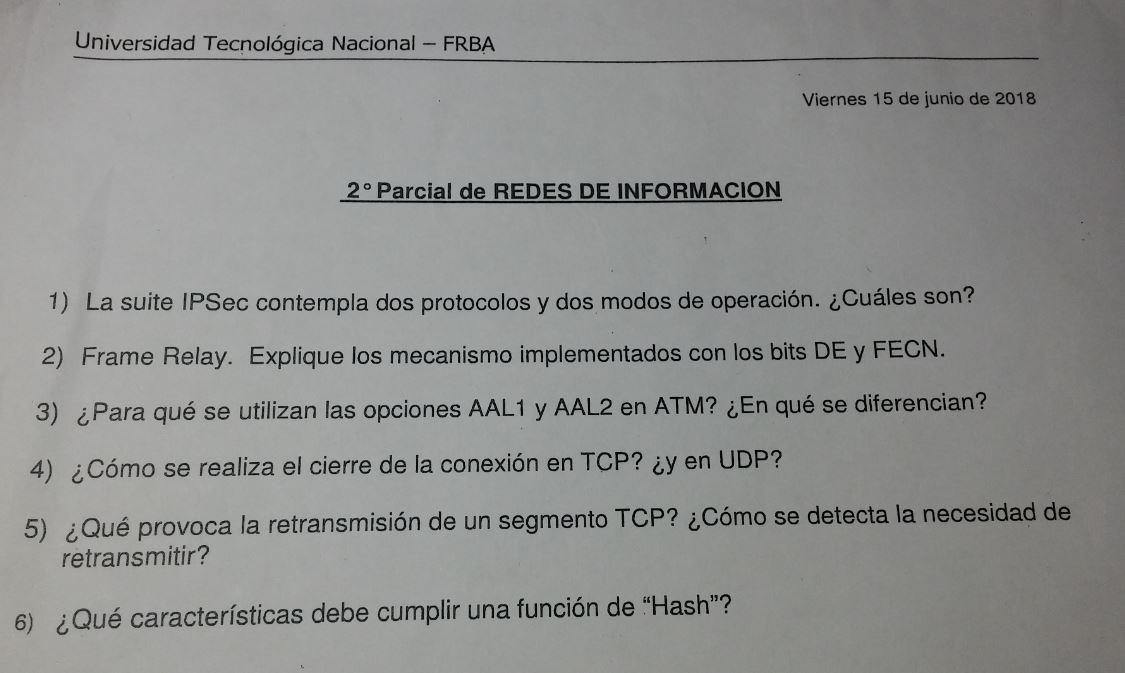 Universidad Tecnológica Nacional – FRBA
Viernes 15 de junio de 2018
2° Parcial de REDES DE INFORMACION
1) La suite IPSec contempla dos protocolos y dos modos de operación. ¿Cuáles son?
2) Frame Relay. Explique los mecanismo implementados con los bits DE y FECN.
3) ¿Para qué se utilizan las opciones AAL1 y AAL2 en ATM? ¿En qué se diferencian?
4) ¿Cómo se realiza el cierre de la conexión en TCP? ¿y en UDP?
5) ¿Qué provoca la retransmisión de un segmento TCP? ¿Cómo se detecta la necesidad de
retransmitir?
6) ¿Qué características debe cumplir una función de “Hash”?